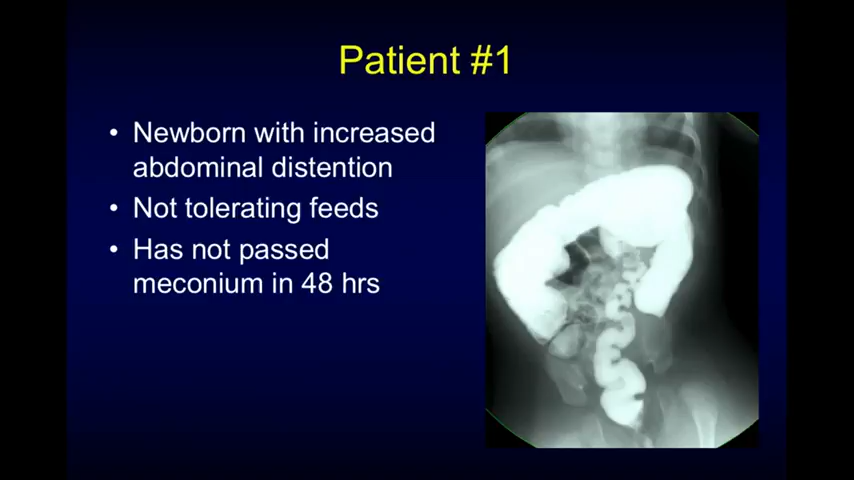 Patient #1
• Newborn with increased
abdominal distention
• Not tolerating feeds
• Has not passed
meconium in 48 hrs